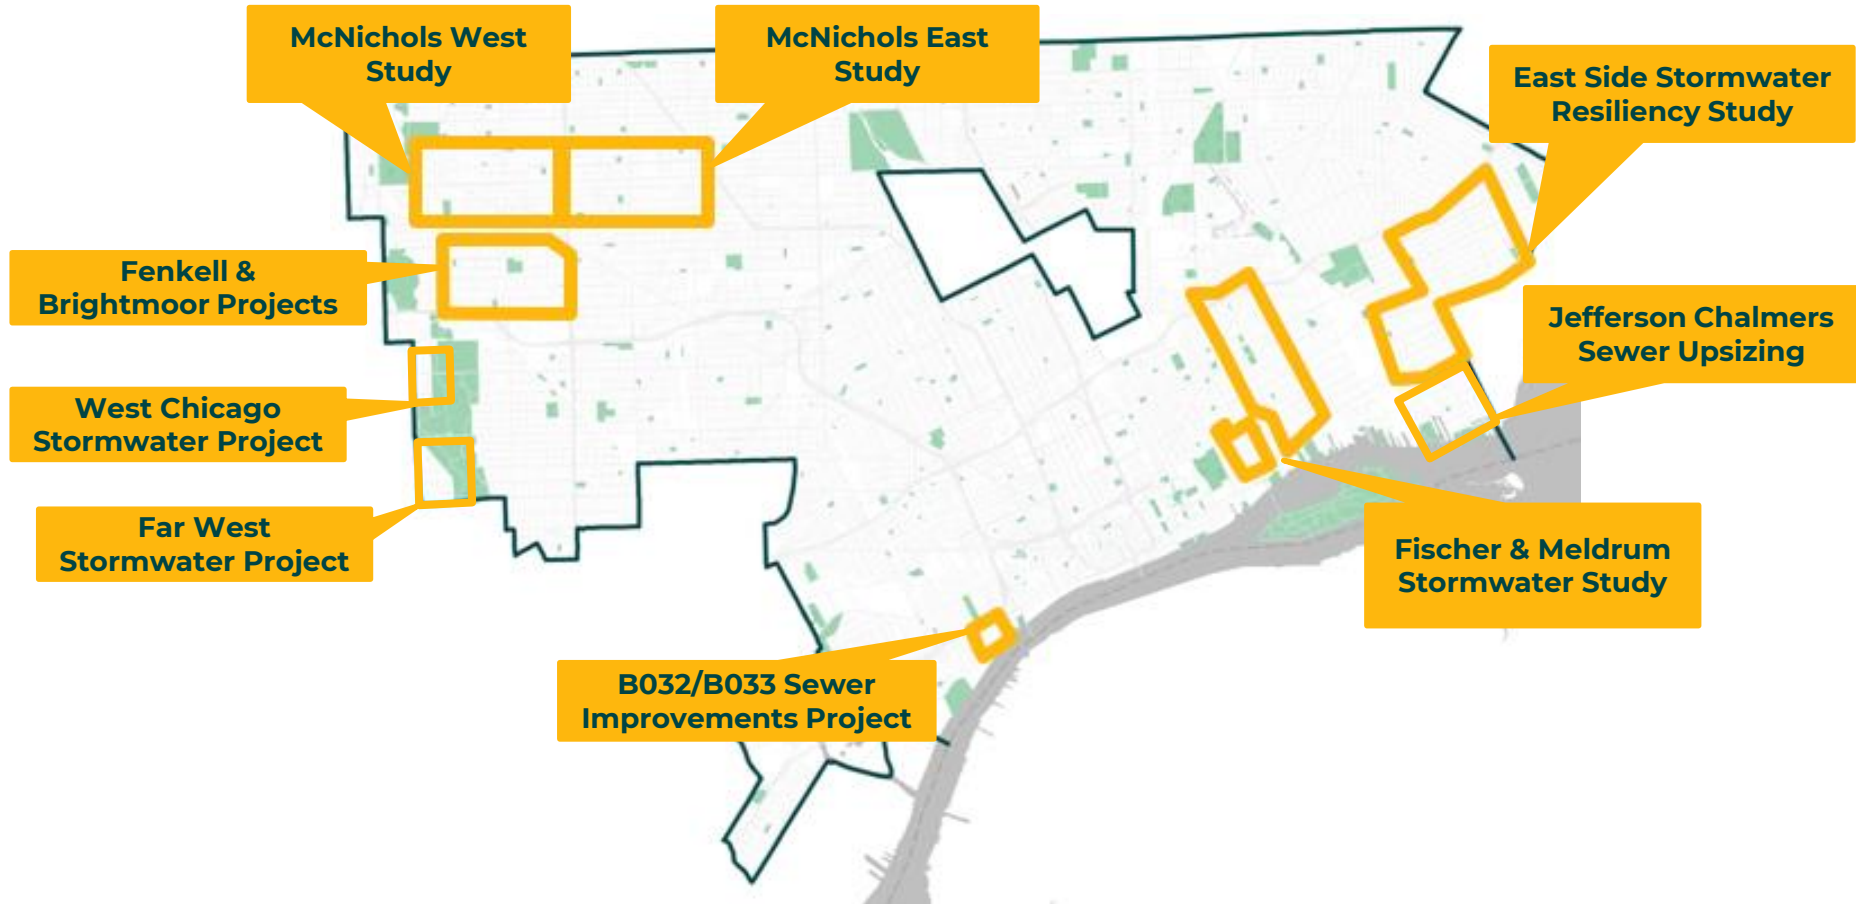 McNichols West
Study
McNichols East
Study
East Side Stormwater
Resiliency Study
Fenkell &
Brightmoor Projects
Jefferson Chalmers
Sewer Upsizing
West Chicago
Stormwater Project
Far West
Stormwater Project
Fischer & Meldrum
Stormwater Study
B032/B033 Sewer
Improvements Project